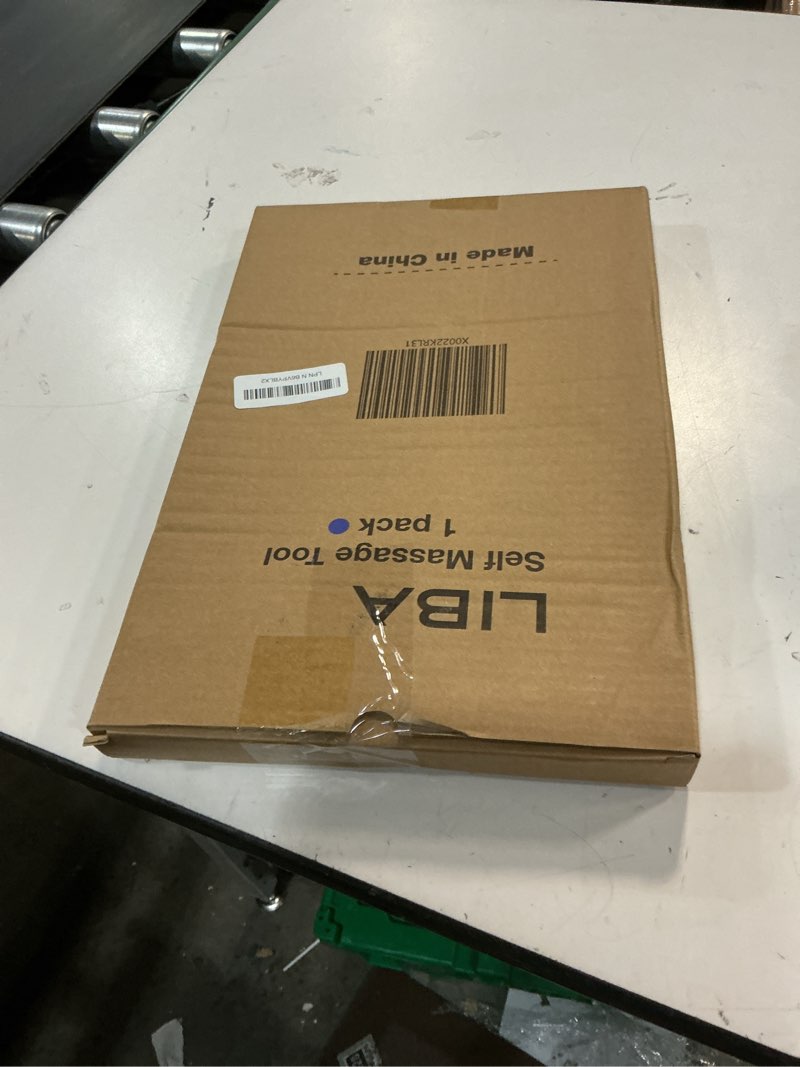 LIBA
Self Massage Tool
1 pack
X0022KRL31
Made in China